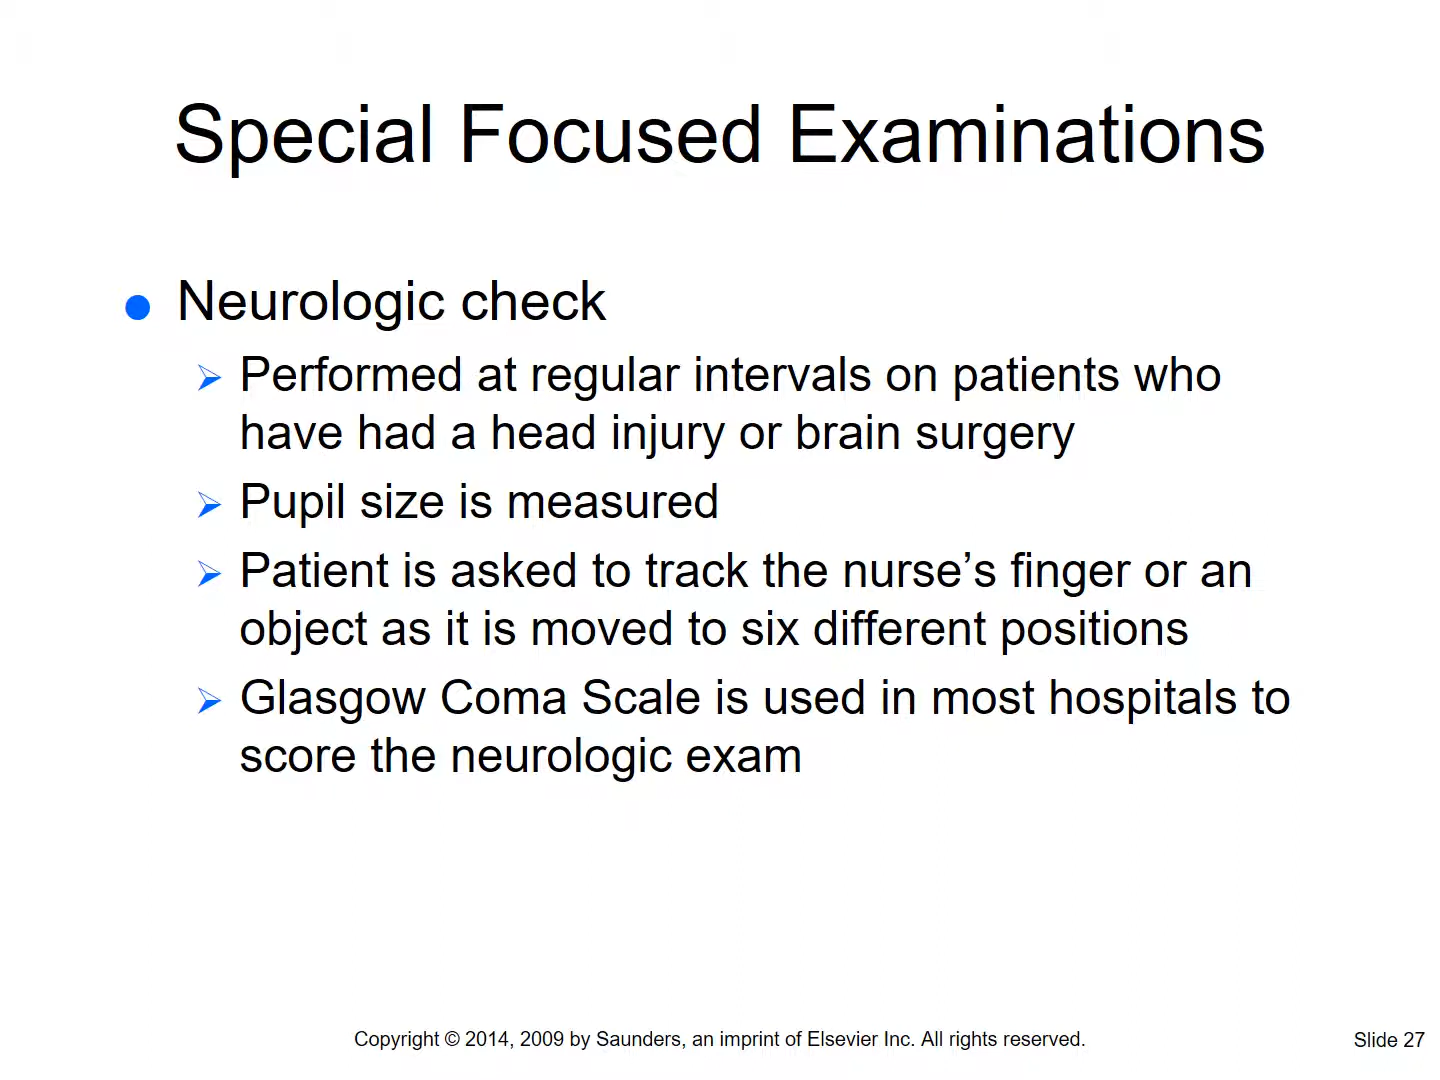 Special Focused Examinations
Neurologic check
Performed at regular intervals on patients who
have had a head injury or brain surgery
Pupil size is measured
Patient is asked to track the nurse’s finger or an
object as it is moved to six different positions
Glasgow Coma Scale is used in most hospitals to
score the neurologic exam
Copyright © 2014, 2009 by Saunders, an imprint of Elsevier Inc. All rights reserved.
Slide 27